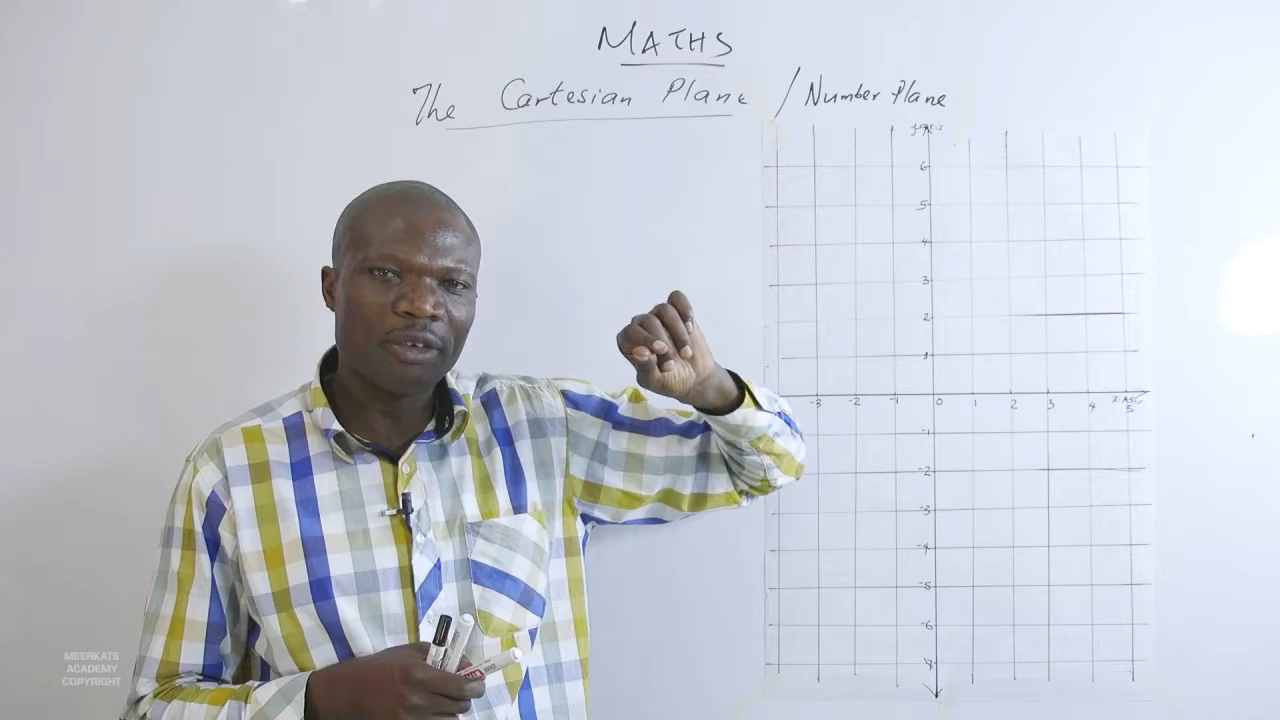 MATHS
The Cartesian Plane / Number Plane
6
5
4
3
2
1
-3 -2 -1 0 1 2 3 4 5
-1
-2
-3
-4
-5
-6
MEERKATS
ACADEMY
COPYRIGHT